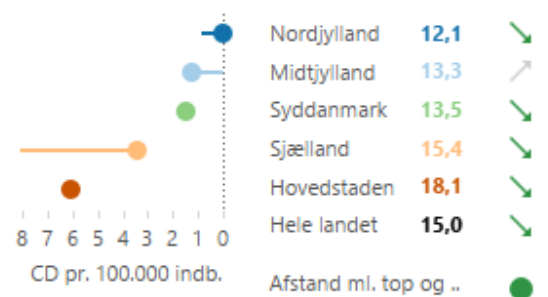 Nordjylland 12,1
Midtjylland 13,3
Syddanmark 13,5
Sjælland 15,4
Hovedstaden 18,1
Hele landet 15,0
8 7 6 5 4 3 2 1 0
CD pr. 100.000 indb.
Afstand ml. top og ..